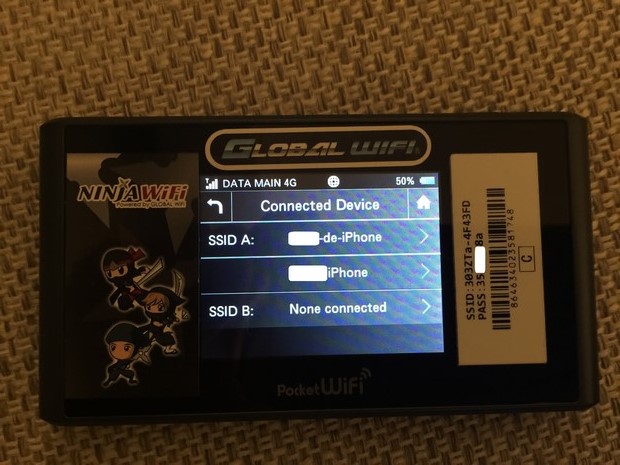 GLOBAL WIFI
NINJA WiFi
Powered by GLOBAL WiFi
DATA MAIN 4G
50%
Connected Device
SSID A:
-de-iPhone
iPhone
SSID B:
None connected
Pocket WiFi
SSID:303ZTa-4F43FD
PASS:35 8a
864634023581748
C